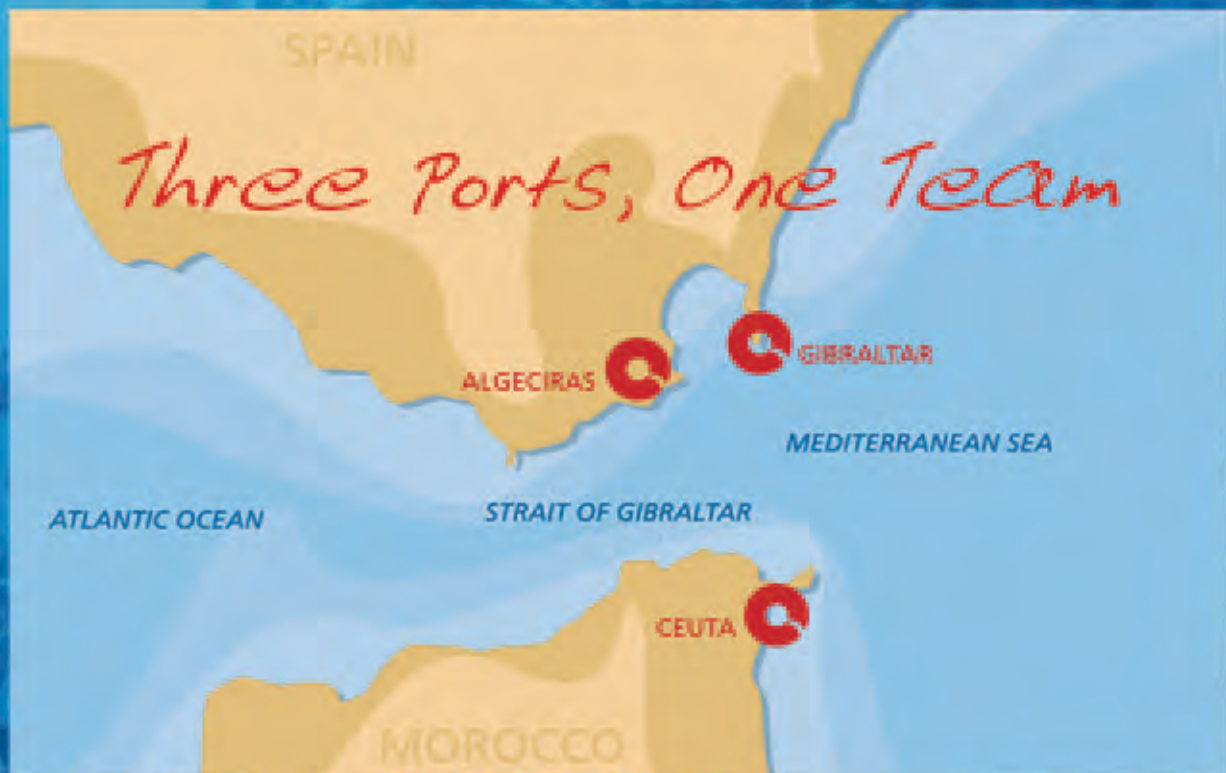 SPAIN
Three Ports, One Team
GIBRALTAR
ALGECIRAS
MEDITERRANEAN SEA
STRAIT OF GIBRALTAR
ATLANTIC OCEAN
CEUTA
MOROCCO